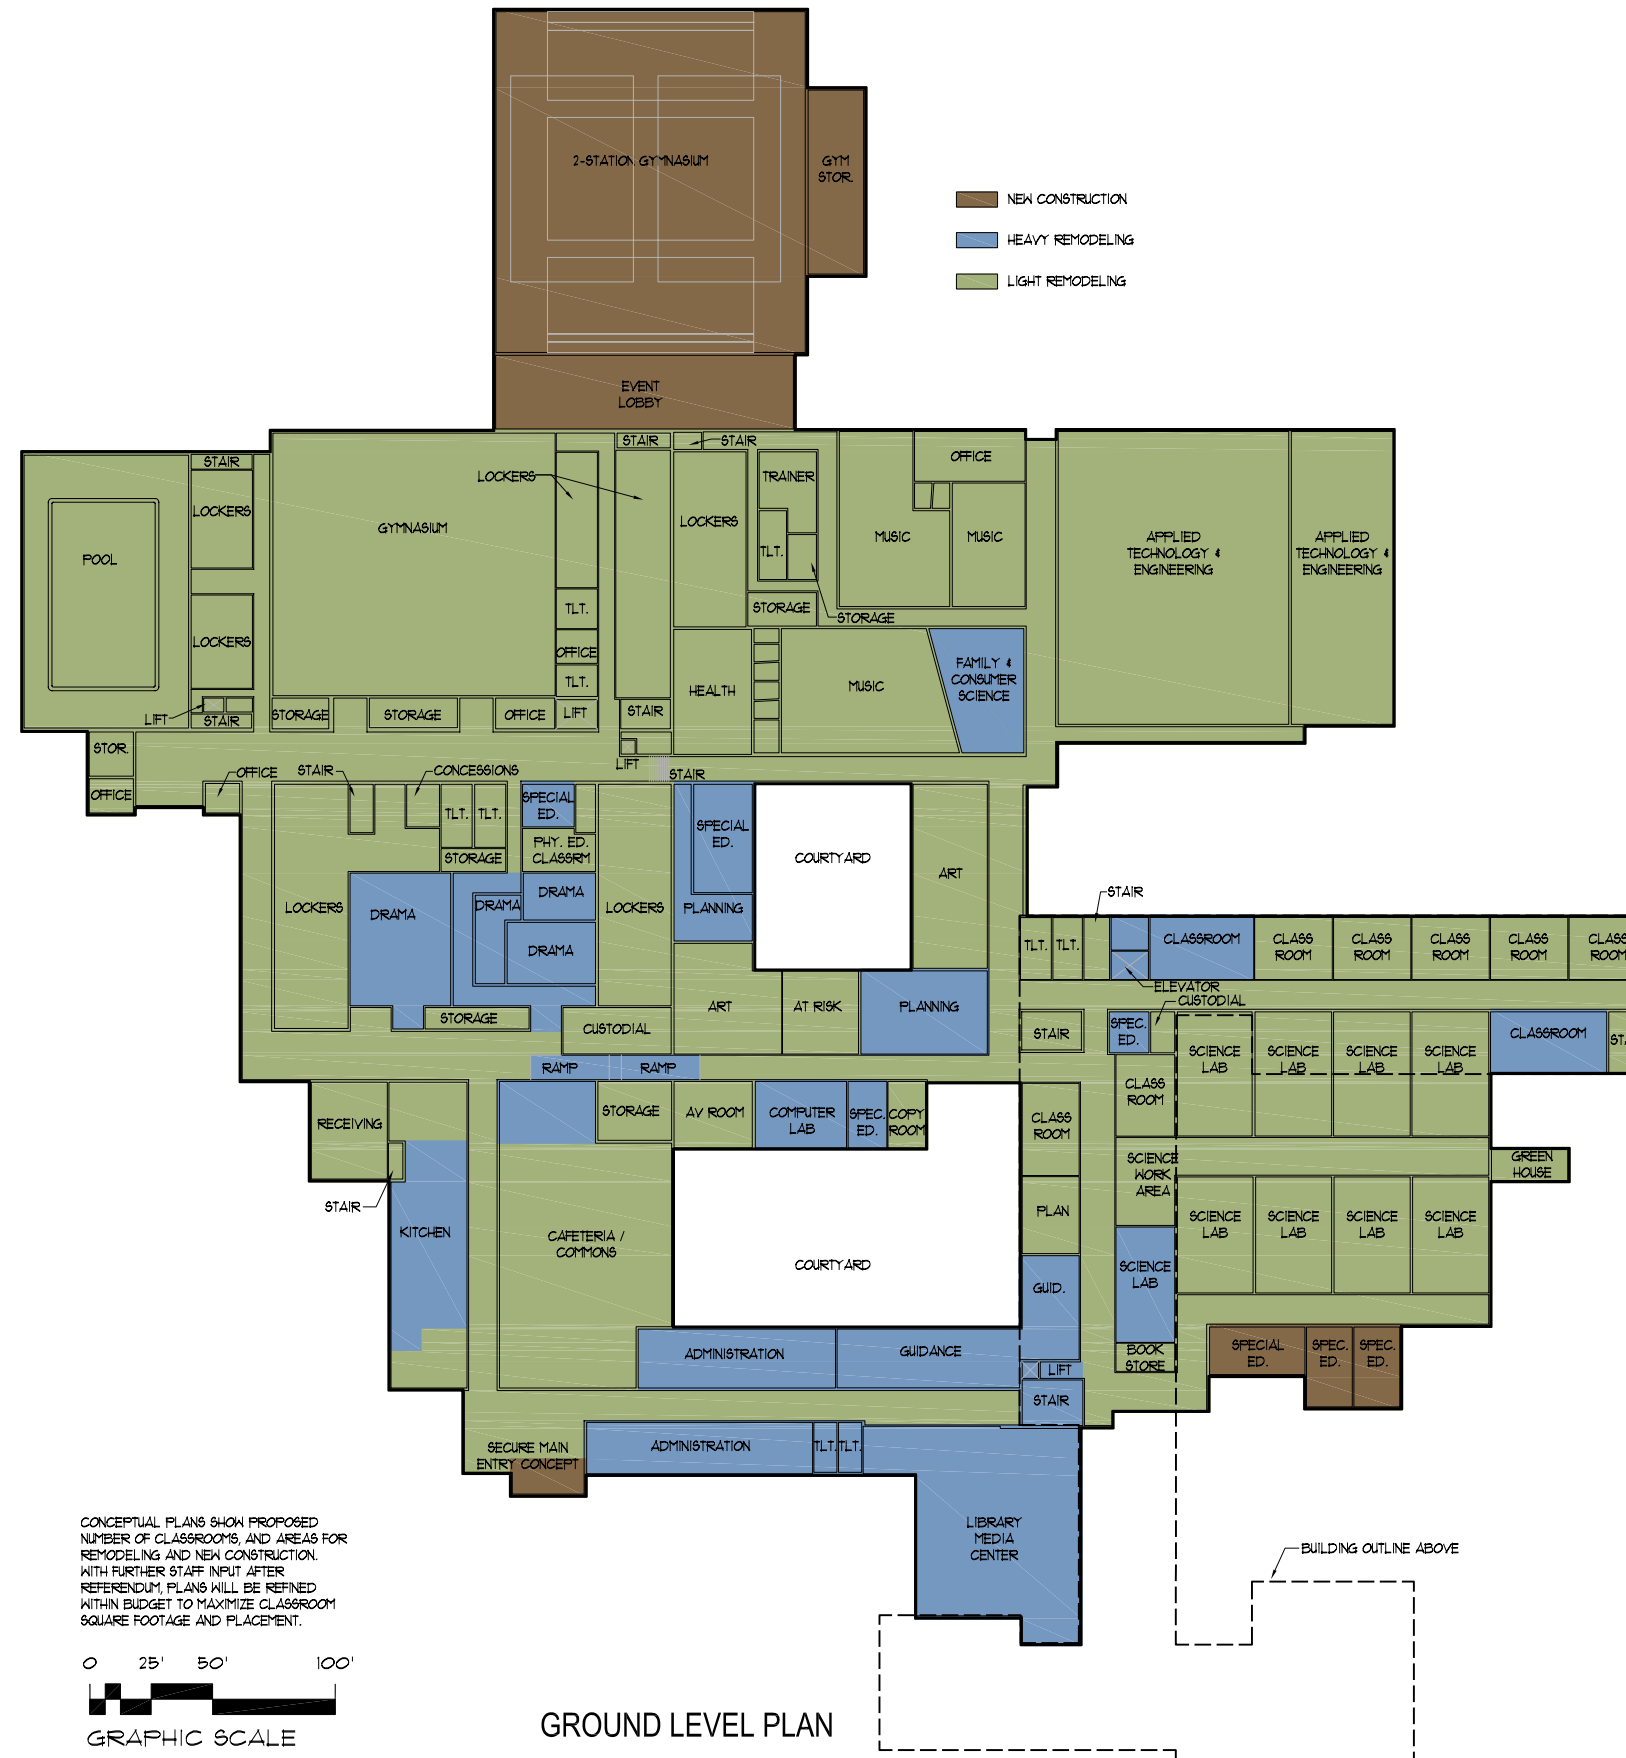 2-STATION GYMNASIUM
GYM
STOR.
NEW CONSTRUCTION
HEAVY REMODELING
LIGHT REMODELING
EVENT
LOBBY
STAIR
STAIR
STAIR
LOCKERS
TRAINER
OFFICE
LOCKERS
POOL
GYMNASIUM
LOCKERS
TLT.
MUSIC
MUSIC
APPLIED
TECHNOLOGY &
ENGINEERING
APPLIED
TECHNOLOGY &
ENGINEERING
TLT.
STORAGE
STORAGE
LOCKERS
OFFICE
TLT.
HEALTH
MUSIC
FAMILY &
CONSUMER
SCIENCE
LIFT
STAIR
STORAGE
STORAGE
OFFICE
LIFT
STAIR
STOR.
OFFICE
OFFICE
STAIR
CONCESSIONS
LIFT
STAIR
TLT.
TLT.
STORAGE
SPECIAL
ED.
PHY. ED.
CLASSRM
SPECIAL
ED.
COURTYARD
ART
LOCKERS
DRAMA
DRAMA
DRAMA
DRAMA
LOCKERS
PLANNING
STAIR
TLT.
TLT.
CLASSROOM
CLASS
ROOM
CLASS
ROOM
CLASS
ROOM
CLASS
ROOM
CLASS
ROOM
ELEVATOR
CUSTODIAL
STORAGE
CUSTODIAL
ART
AT RISK
PLANNING
STAIR
SPEC.
ED.
SCIENCE
LAB
SCIENCE
LAB
SCIENCE
LAB
SCIENCE
LAB
CLASSROOM
STA
RAMP
RAMP
RECEIVING
STORAGE
AV ROOM
COMPUTER
LAB
SPEC.
ED.
COPY
ROOM
CLASS
ROOM
CLASS
ROOM
SCIENCE
WORK
AREA
GREEN
HOUSE
STAIR
KITCHEN
CAFETERIA /
COMMONS
COURTYARD
PLAN
SCIENCE
LAB
SCIENCE
LAB
SCIENCE
LAB
SCIENCE
LAB
GUID.
SCIENCE
LAB
ADMINISTRATION
GUIDANCE
LIFT
STAIR
BOOK
STORE
SPECIAL
ED.
SPEC.
ED.
SPEC.
ED.
SECURE MAIN
ENTRY CONCEPT
ADMINISTRATION
TLT.
TLT.
LIBRARY
MEDIA
CENTER
BUILDING OUTLINE ABOVE
CONCEPTUAL PLANS SHOW PROPOSED
NUMBER OF CLASSROOMS, AND AREAS FOR
REMODELING AND NEW CONSTRUCTION.
WITH FURTHER STAFF INPUT AFTER
REFERENDUM, PLANS WILL BE REFINED
WITHIN BUDGET TO MAXIMIZE CLASSROOM
SQUARE FOOTAGE AND PLACEMENT.
0 25' 50' 100'
GRAPHIC SCALE
GROUND LEVEL PLAN